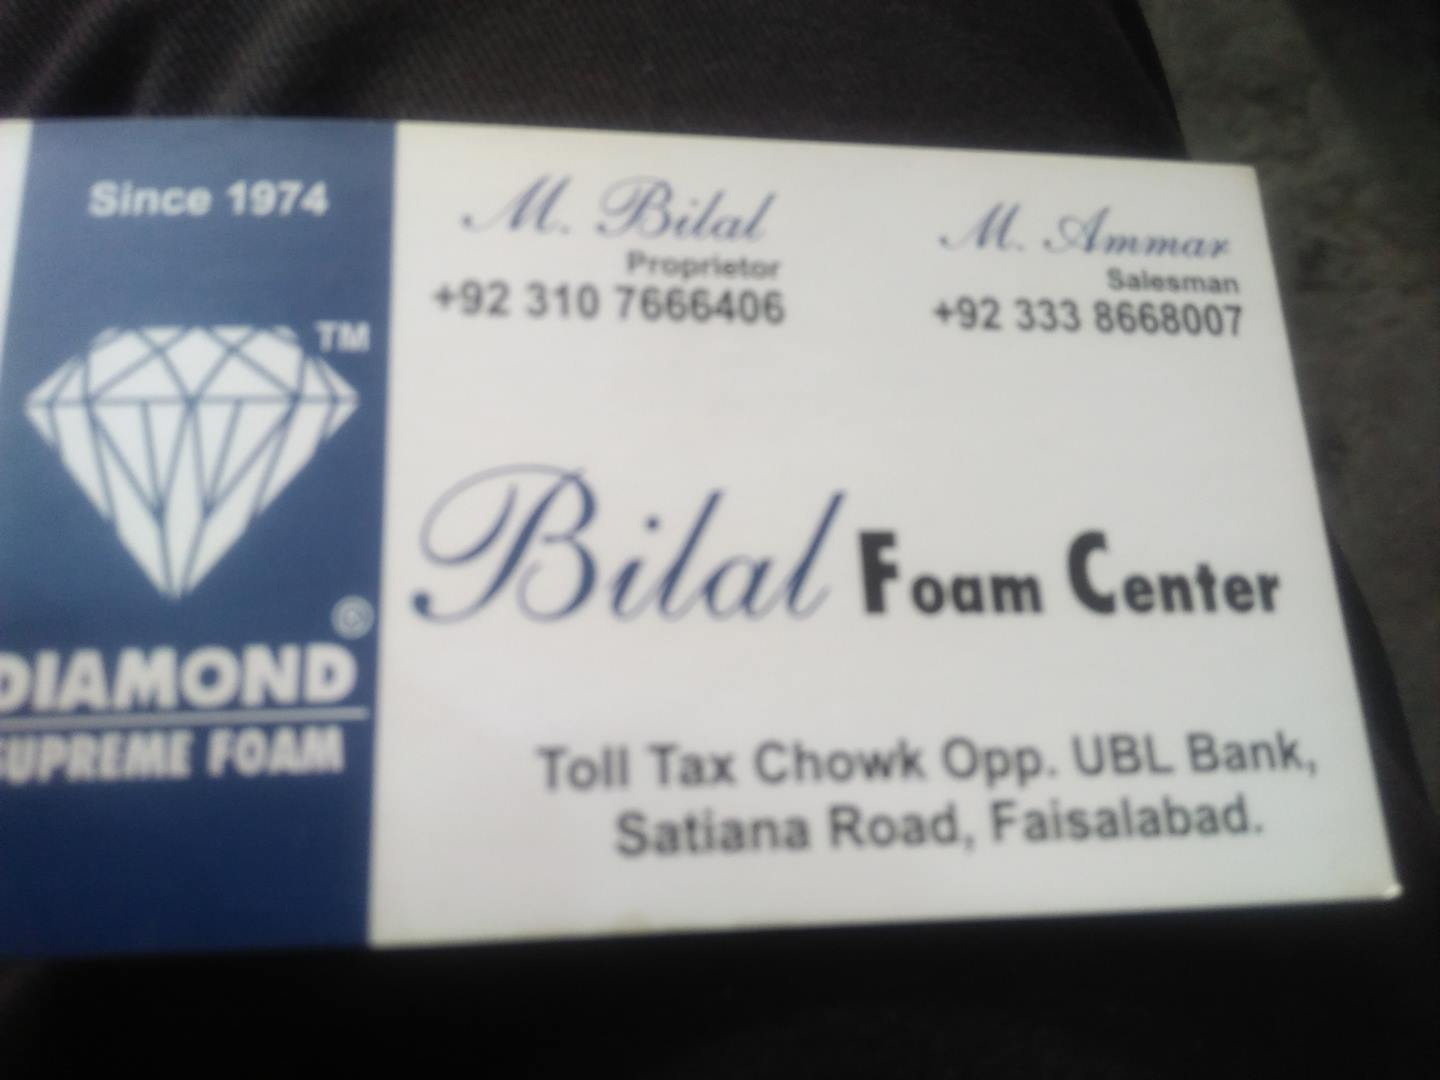 Since 1974
TM
©
DIAMOND
SUPREME FOAM
M. Bilal
Proprietor
+92 310 7666406
M. Ammar
Salesman
+92 333 8668007
Bilal Foam Center
Toll Tax Chowk Opp. UBL Bank,
Satiana Road, Faisalabad.